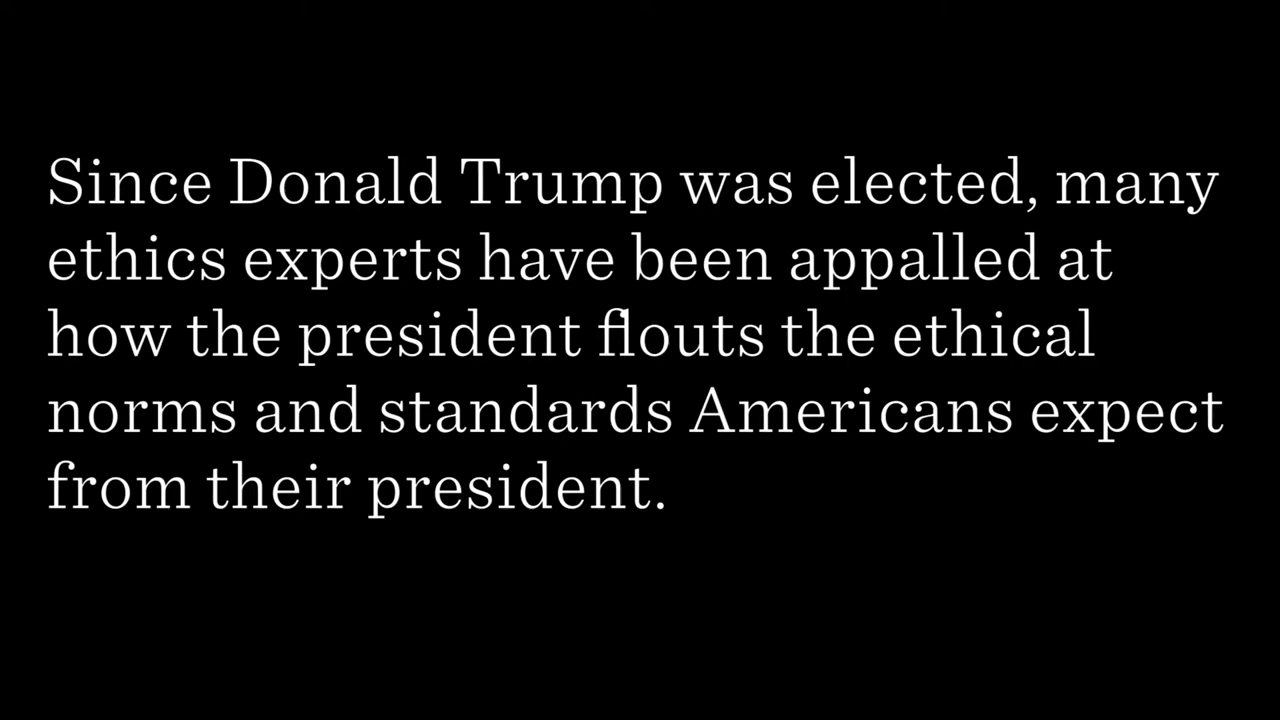 Since Donald Trump was elected, many
ethics experts have been appalled at
how the president flouts the ethical
norms and standards Americans expect
from their president.